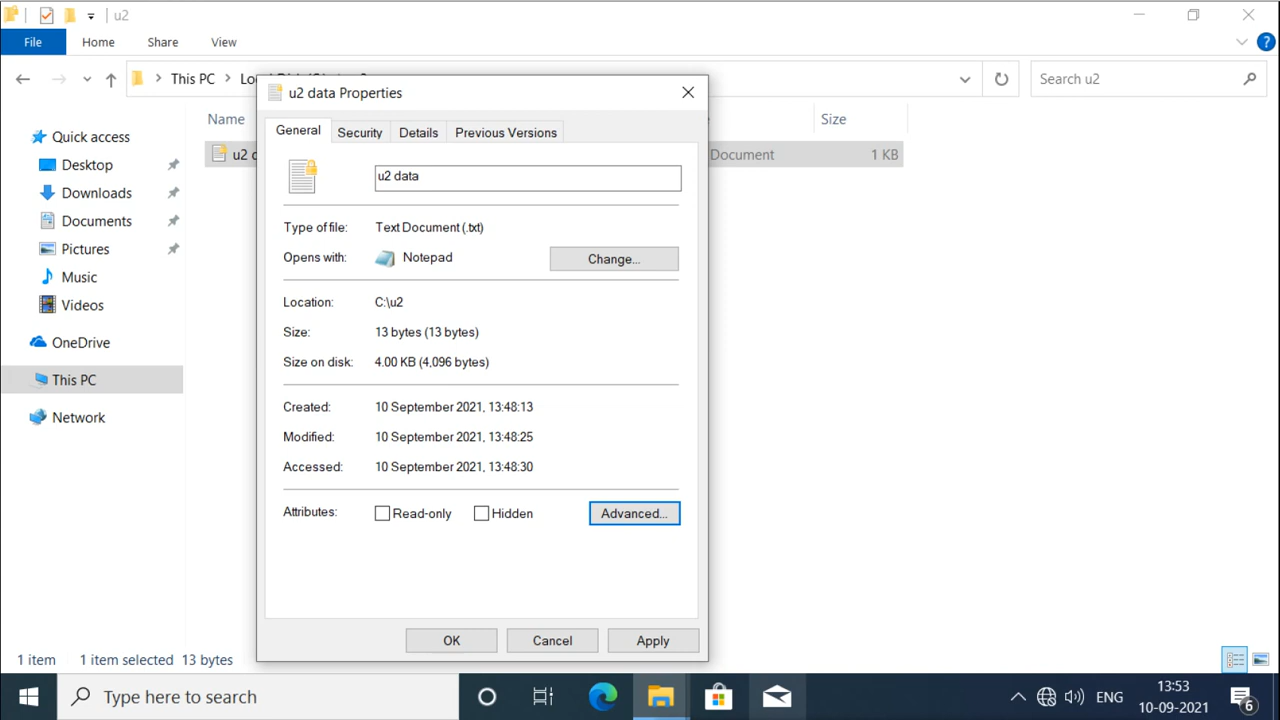 u2
File Home Share View
This PC
Search u2
u2 data Properties
Name Size
General Security Details Previous Versions
Quick access
Desktop
Downloads
Documents
Pictures
Music
Videos
OneDrive
This PC
Network
u2 Document 1 KB
u2 data
Type of file: Text Document (.txt)
Opens with: Notepad Change...
Location: C:\u2
Size: 13 bytes (13 bytes)
Size on disk: 4.00 KB (4,096 bytes)
Created: 10 September 2021, 13:48:13
Modified: 10 September 2021, 13:48:25
Accessed: 10 September 2021, 13:48:30
Attributes: Read-only Hidden Advanced...
OK Cancel Apply
1 item 1 item selected 13 bytes
Type here to search
ENG
13:53
10-09-2021
6